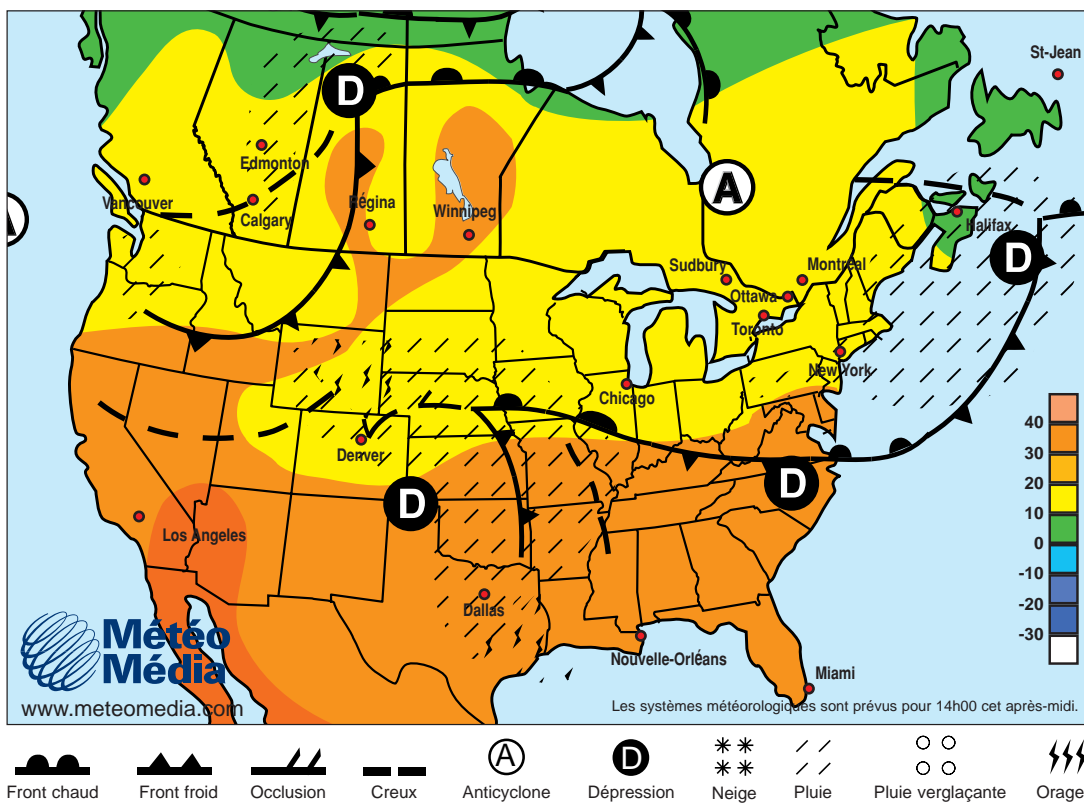 St-Jean
D
Edmonton
Vancouver
Calgary
Régina
Winnipeg
A
A
Halifax
D
Sudbury
Montréal
Ottawa
Toronto
New York
Chicago
Denver
D
D
Los Angeles
Dallas
Nouvelle-Orléans
Miami
40
30
20
10
0
-10
-20
-30
Météo
Média
www.meteomedia.com
Les systèmes météorologiques sont prévus pour 14h00 cet après-midi.
A
D
Front chaud
Front froid
Occlusion
Creux
Anticyclone
Dépression
Neige
Pluie
Pluie verglaçante
Orage